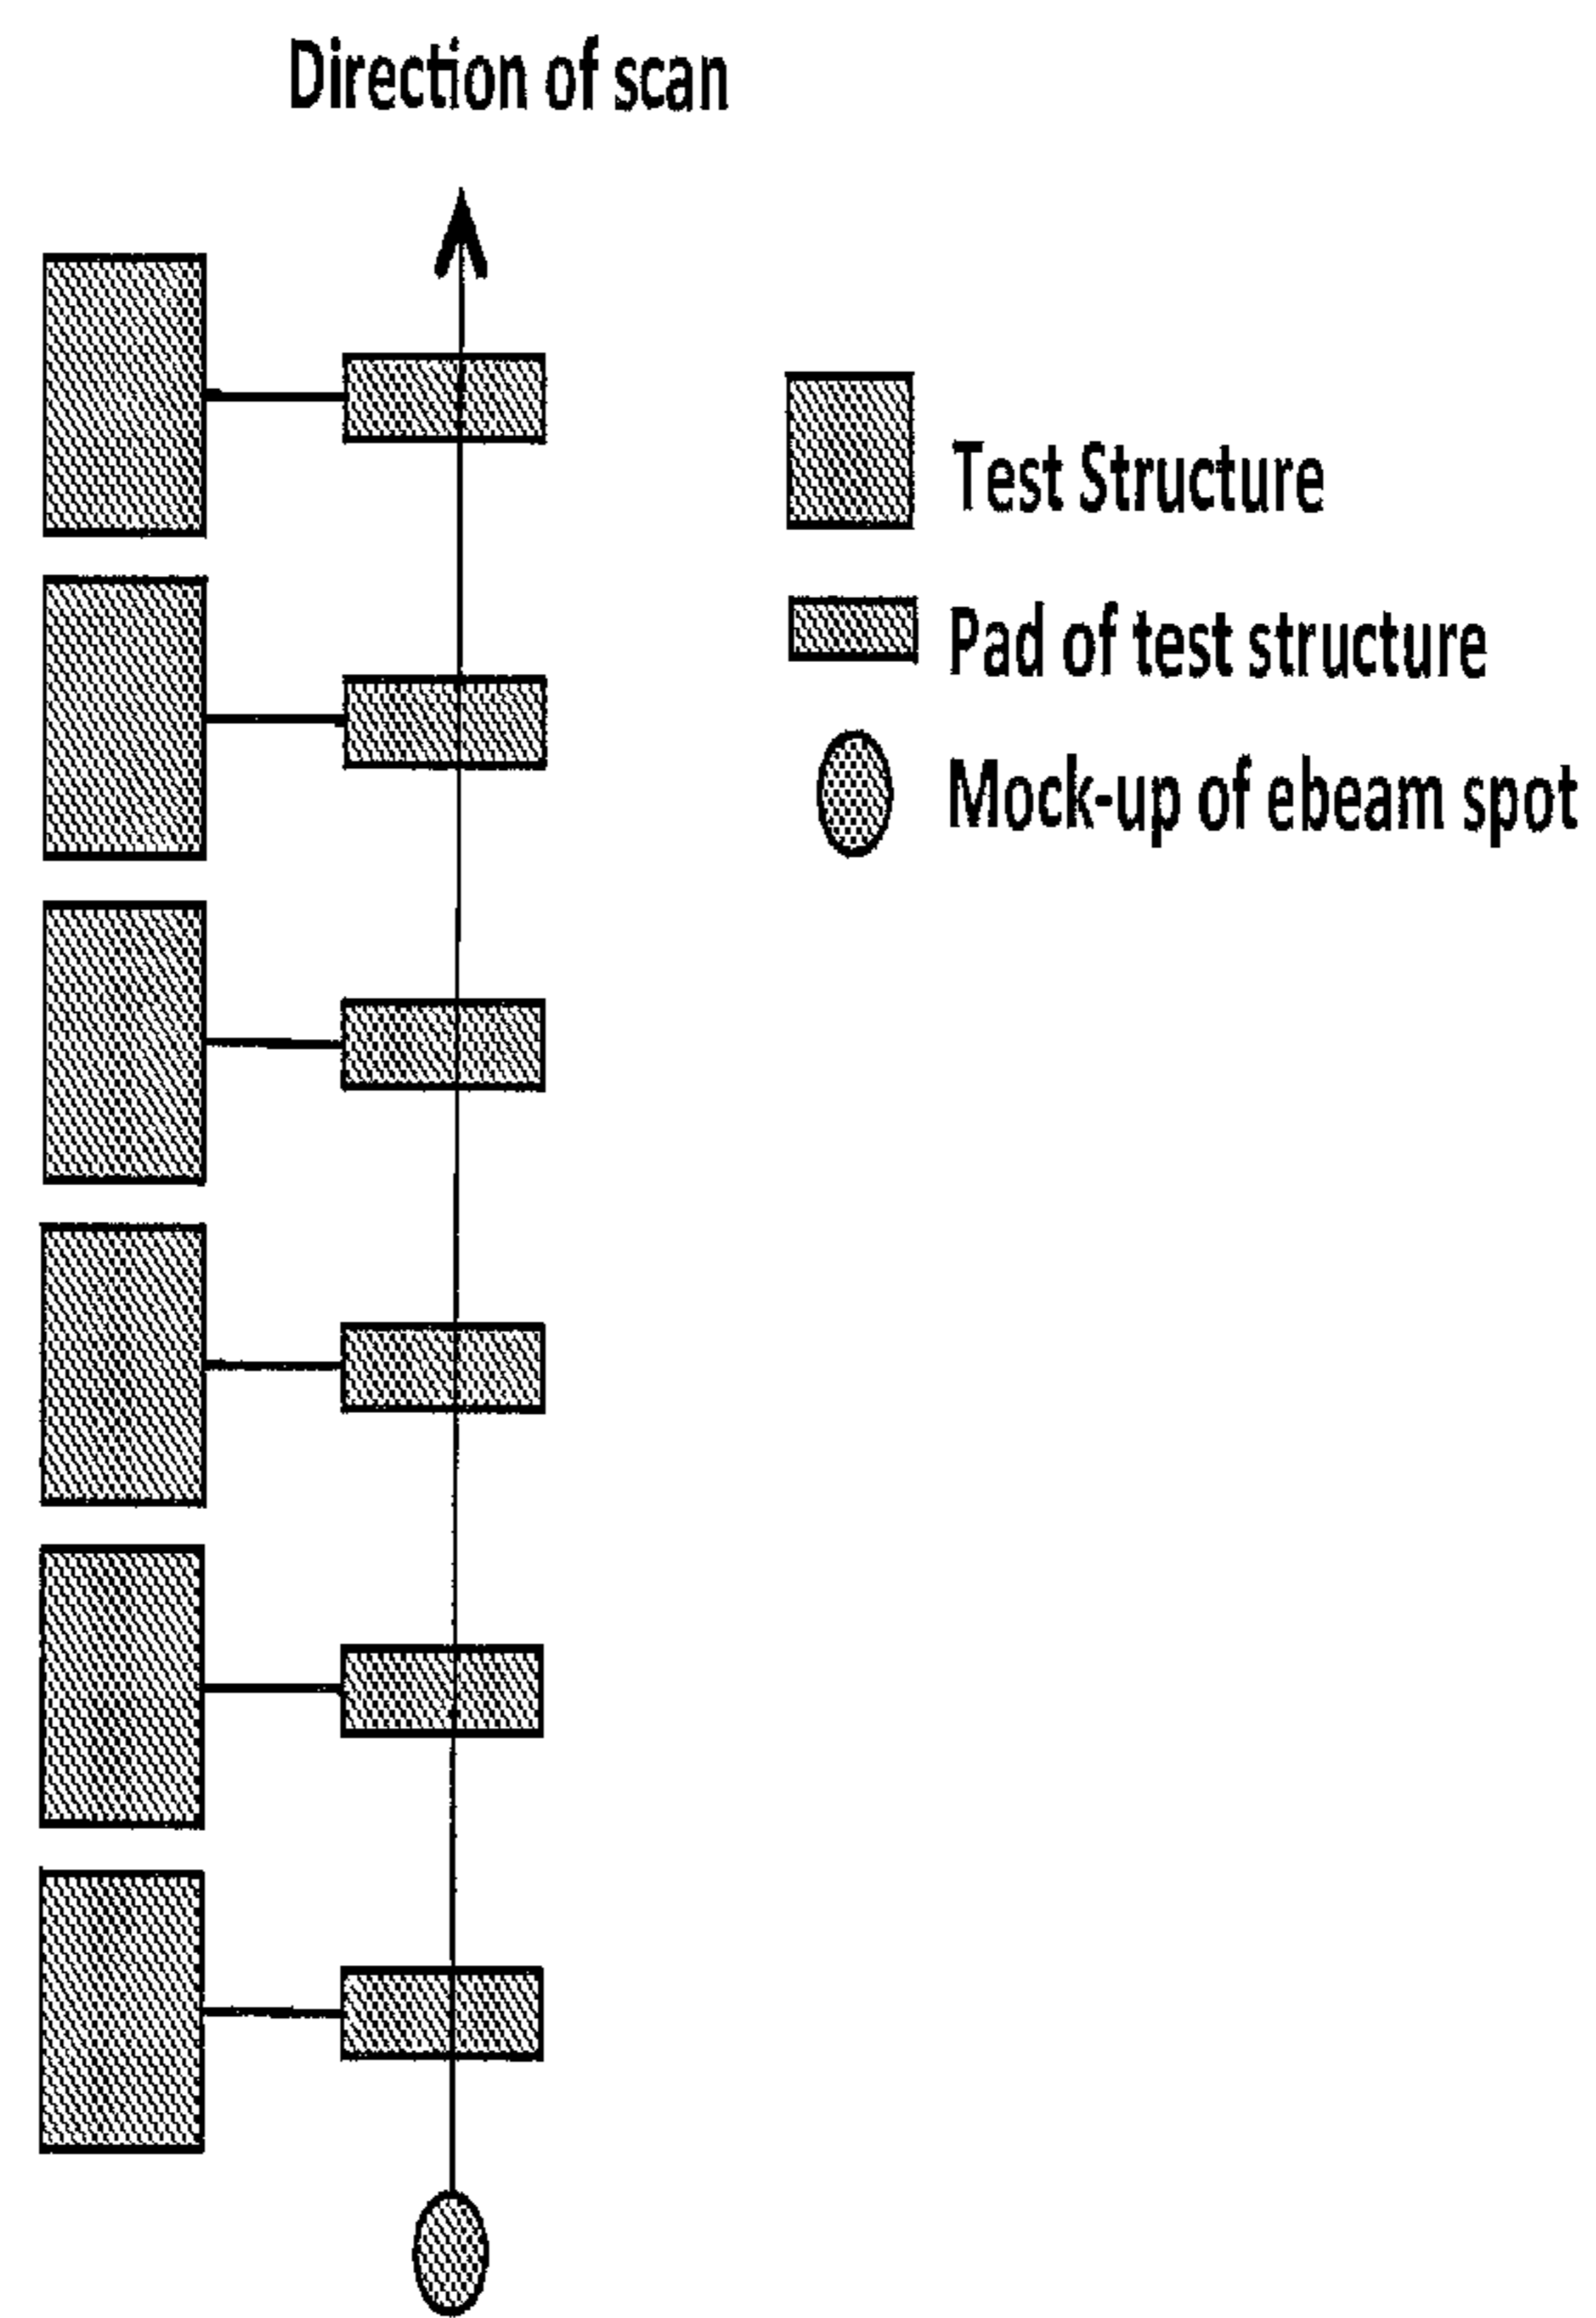 Direction of scan
Test Structure
Pad of test structure
Mock-up of ebeam spot